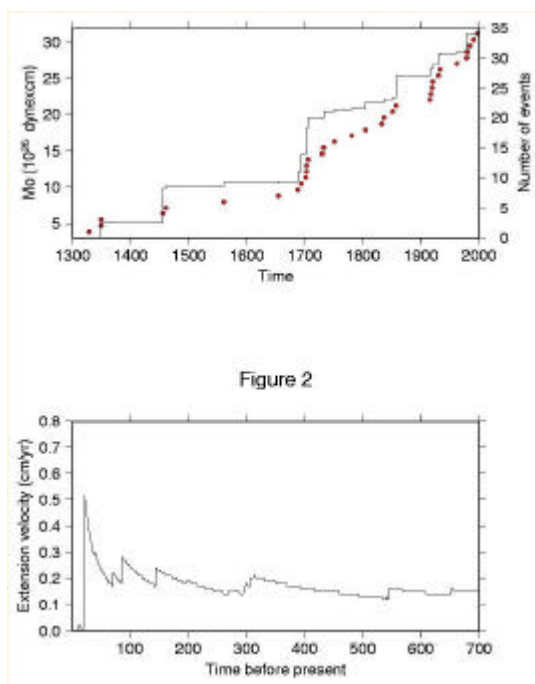 Mo (10²⁶ dynexcm)
30
25
20
15
10
5
35
30
25
20
15
10
5
0
Number of events
1300 1400 1500 1600 1700 1800 1900 2000
Time
Figure 2
Extension velocity (cm/yr)
0.8
0.7
0.6
0.5
0.4
0.3
0.2
0.1
0.0
100 200 300 400 500 600 700
Time before present